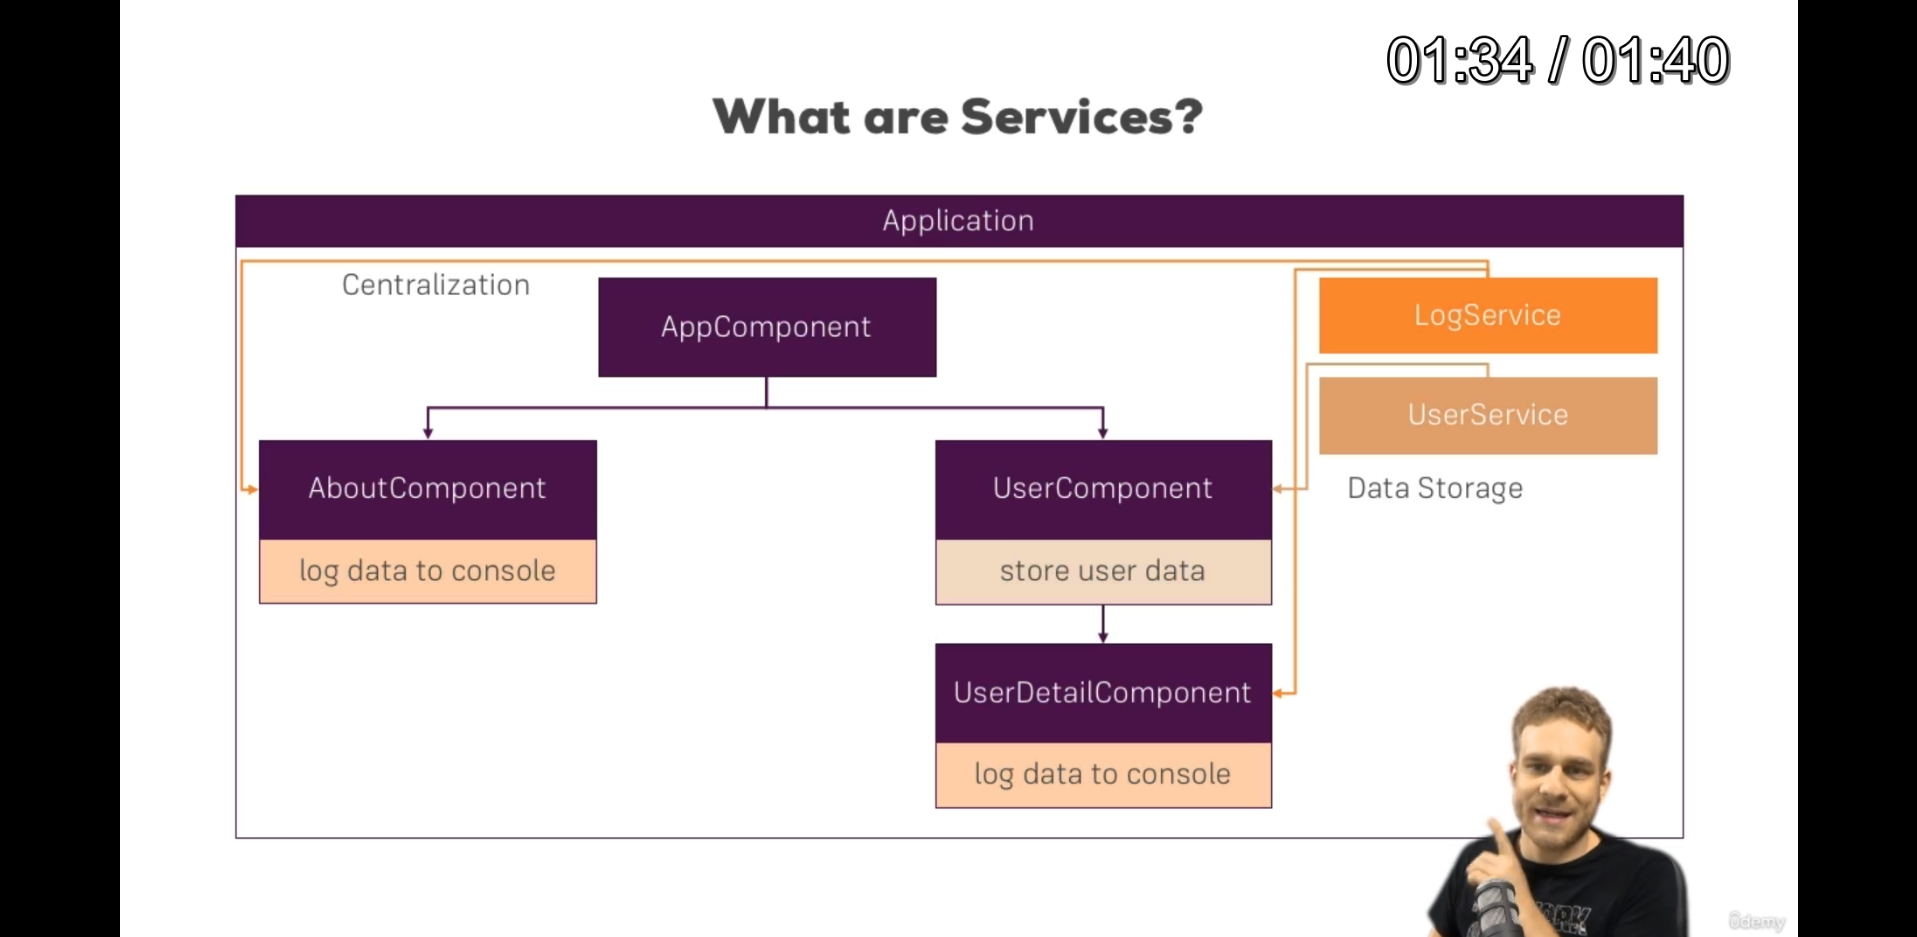 01:34 / 01:40
What are Services?
Application
Centralization
AppComponent
LogService
UserService
AboutComponent
UserComponent
Data Storage
log data to console
store user data
UserDetailComponent
log data to console
ûdemy